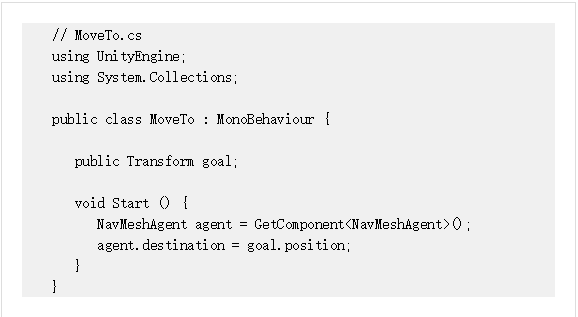 // MoveTo.cs
using UnityEngine;
using System.Collections;
public class MoveTo : MonoBehaviour {
public Transform goal;
void Start () {
NavMeshAgent agent = GetComponent<NavMeshAgent>();
agent.destination = goal.position;
}
}